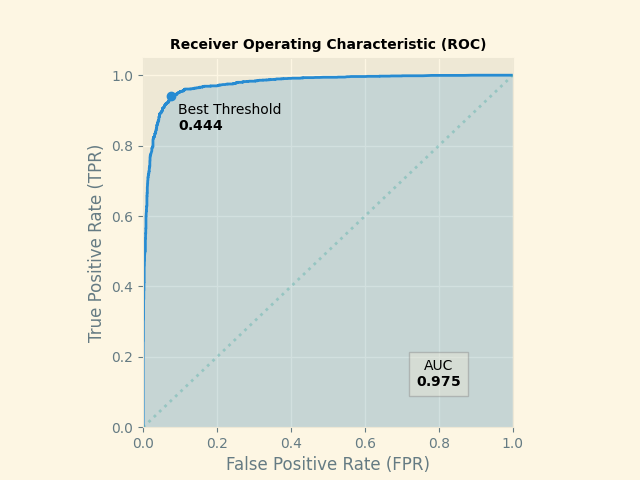 Receiver Operating Characteristic (ROC)
True Positive Rate (TPR)
1.0
0.8
0.6
0.4
0.2
0.0
Best Threshold
0.444
AUC
0.975
0.0 0.2 0.4 0.6 0.8 1.0
False Positive Rate (FPR)